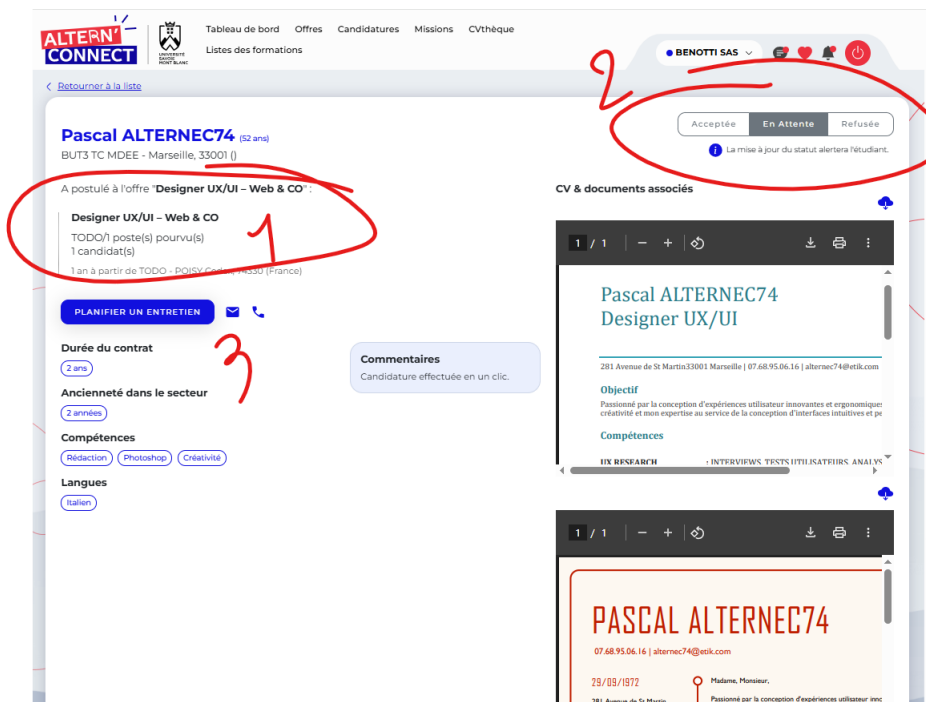 ALTERN'
CONNECT
UNIVERSITÉ
SAVOIE
MONT BLANC
Tableau de bord Offres Candidatures Missions CVthèque
Listes des formations
BENOTTI SAS
Retourner à la liste
2
Pascal ALTERNEC74 (52 ans)
BUT3 TC MDEE - Marseille, 33001 ()
Acceptée En Attente Refusée
i La mise à jour du statut alertera l'étudiant.
A postulé à l'offre "Designer UX/UI – Web & CO" :
Designer UX/UI – Web & CO
TODO/1 poste(s) pourvu(s)
1 candidat(s)
1 an à partir de TODO - POISY Cedex, 74330 (France)
1
PLANIFIER UN ENTRETIEN
3
Durée du contrat
2 ans
Ancienneté dans le secteur
2 années
Compétences
Rédaction Photoshop Créativité
Langues
Italien
Commentaires
Candidature effectuée en un clic.
CV & documents associés
1 / 1
Pascal ALTERNEC74
Designer UX/UI
281 Avenue de St Martin33001 Marseille | 07.68.95.06.16 | alternec74@etik.com
Objectif
Passionné par la conception d'expériences utilisateur innovantes et ergonomiques
créativité et mon expertise au service de la conception d'interfaces intuitives et pe
Compétences
UX RESEARCH : INTERVIEWS, TESTS UTILISATEURS, ANALYS
1 / 1
PASCAL ALTERNEC74
07.68.95.06.16 | alternec74@etik.com
29/09/1972
Madame, Monsieur,
281 Avenue de St Martin
Passionné par la conception d'expériences utilisateur inno